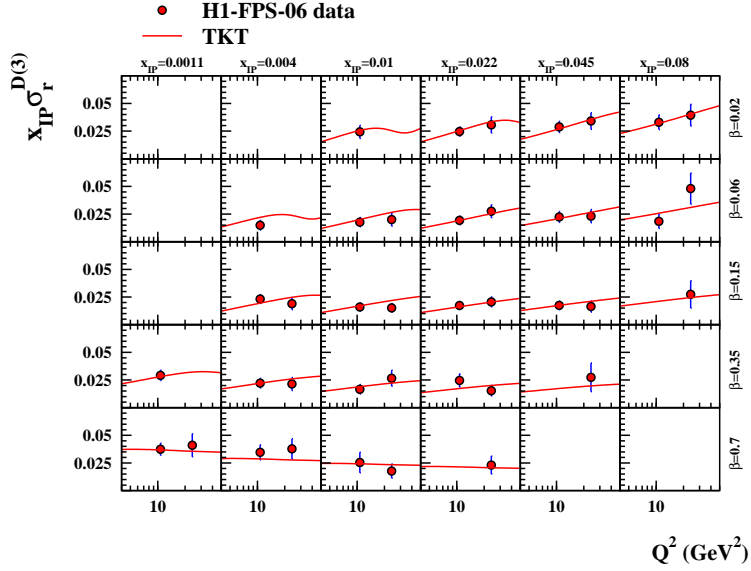 H1-FPS-06 data
TKT
x_IP=0.0011 x_IP=0.004 x_IP=0.01 x_IP=0.022 x_IP=0.045 x_IP=0.08
x_IP σ_r^D(3)
0.05
0.025
β=0.02
0.05
0.025
β=0.06
0.05
0.025
β=0.15
0.05
0.025
β=0.35
0.05
0.025
β=0.7
10 10 10 10 10 10
Q² (GeV²)